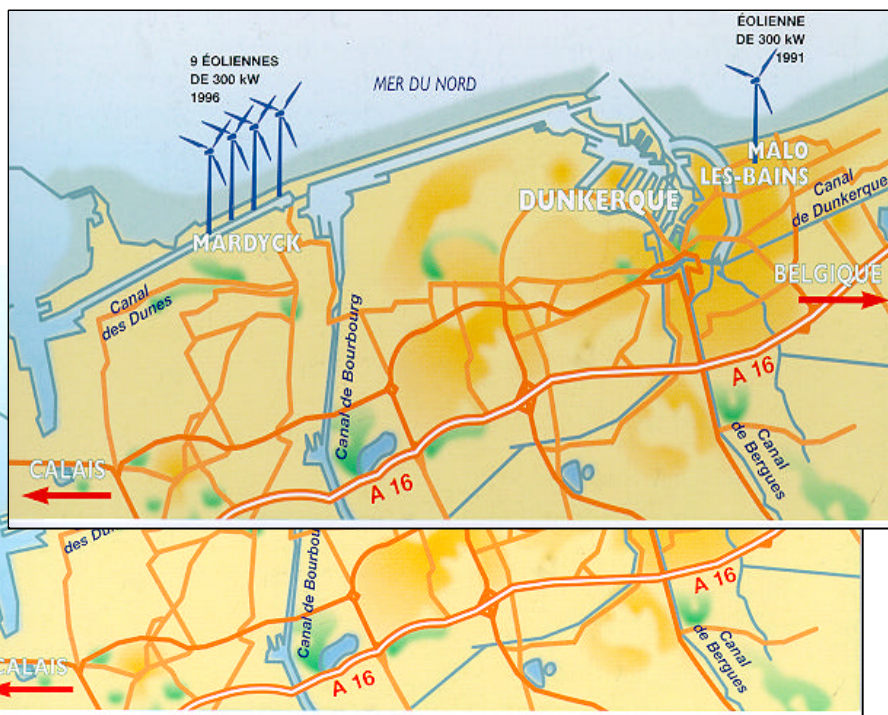 9 ÉOLIENNES
DE 300 kW
1996
MER DU NORD
ÉOLIENNE
DE 300 kW
1991
MALO
LES-BAINS
DUNKERQUE
Canal
de Dunkerque
MARDYCK
BELGIQUE
Canal
des Dunes
Canal de Bourbourg
A 16
Canal
de Bergues
CALAIS
A 16
des Du
Canal de Bourbou
A 16
Canal
de Bergues
CALAIS
A 16